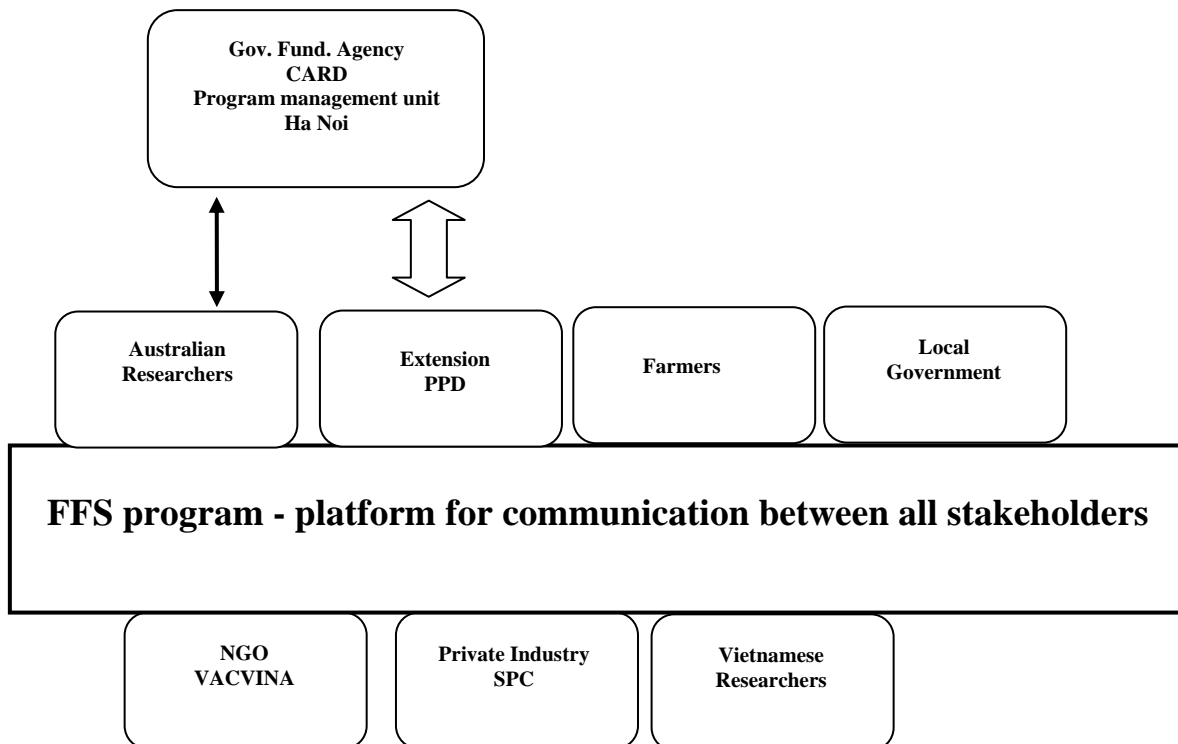 Gov. Fund. Agency
CARD
Program management unit
Ha Noi
Australian
Researchers
Extension
PPD
Farmers
Local
Government
FFS program - platform for communication between all stakeholders
NGO
VACVINA
Private Industry
SPC
Vietnamese
Researchers